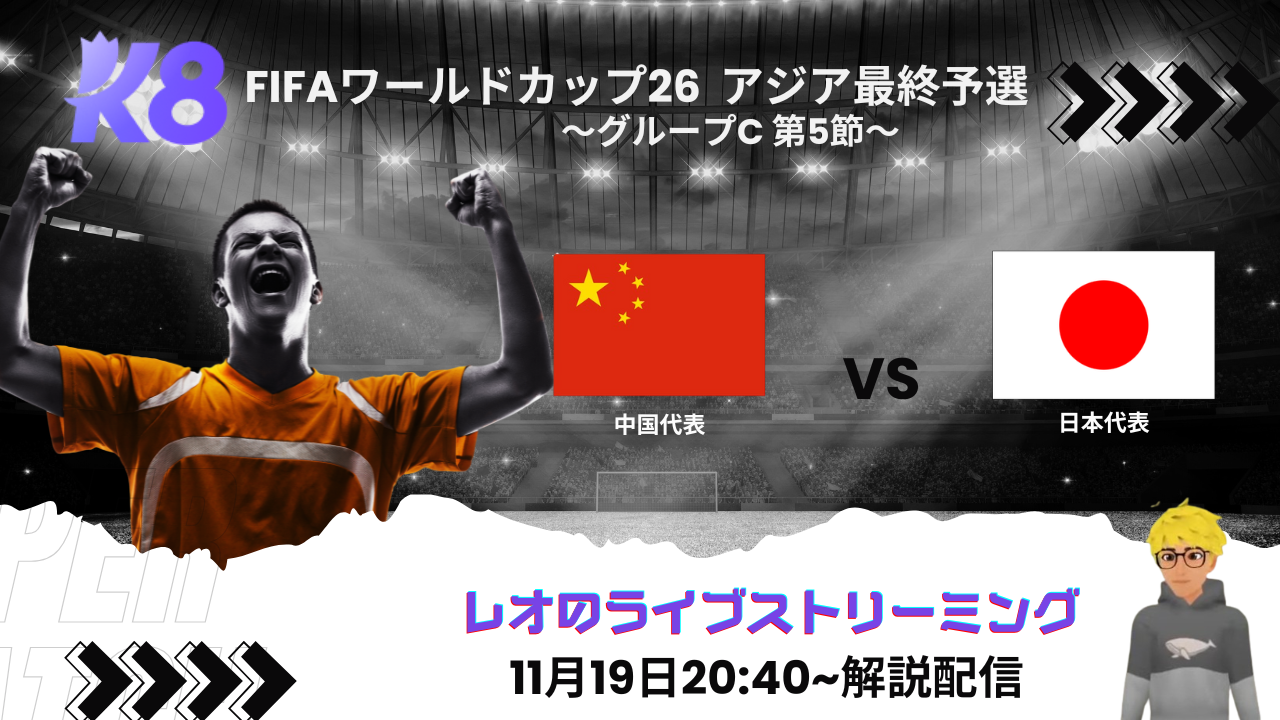 K8
FIFAワールドカップ26 アジア最終予選
～グループC 第5節～
VS
中国代表
日本代表
レオのライブストリーミング
11月19日20:40~解説配信